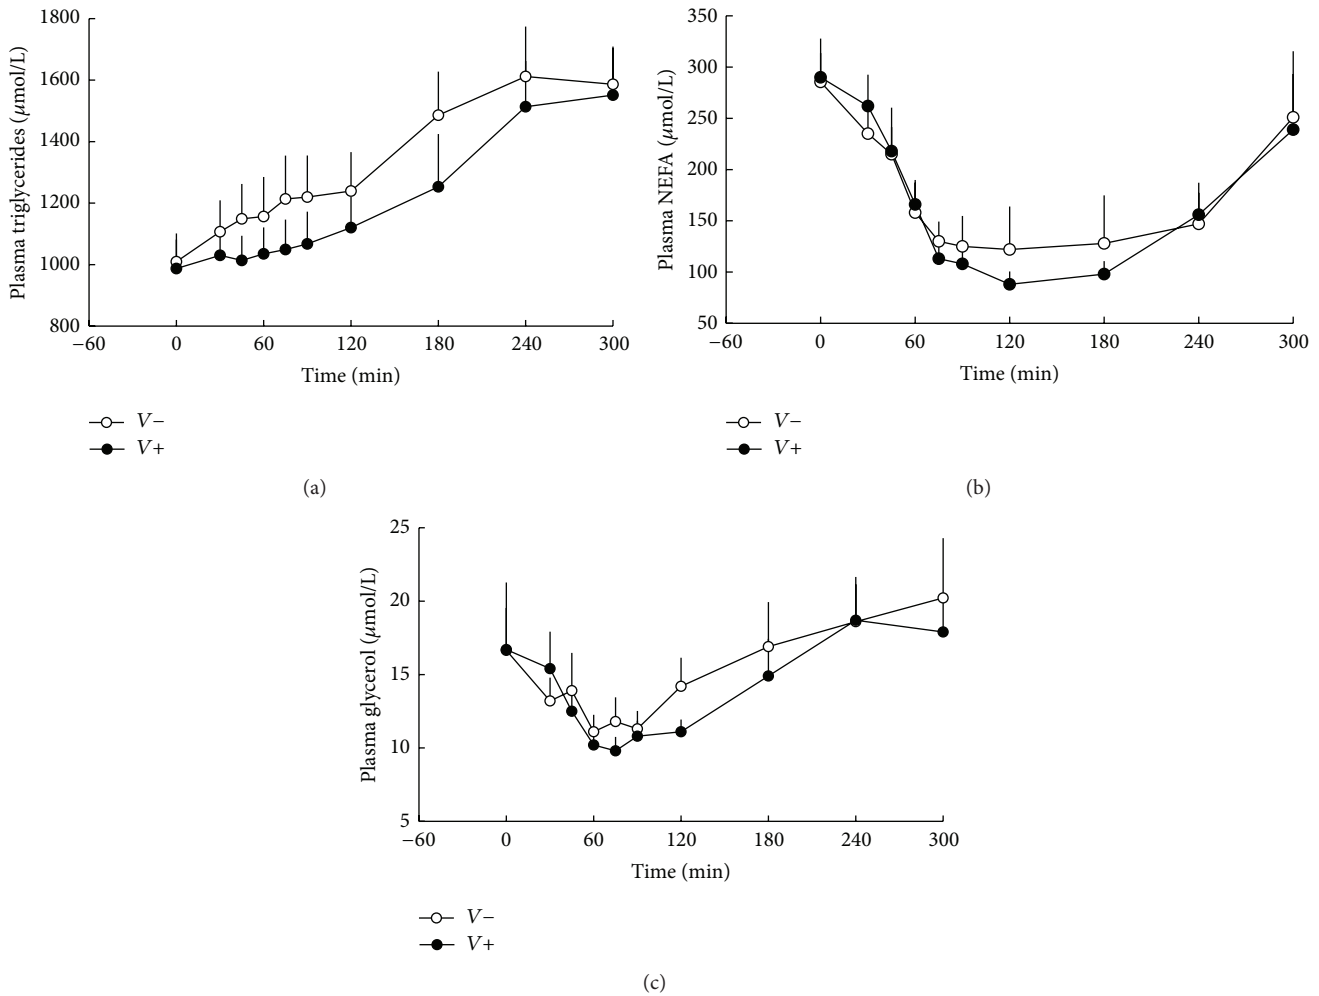 Plasma triglycerides (μmol/L)
1800
1600
1400
1200
1000
800
−60 0 60 120 180 240 300
Time (min)
V−
V+
(a)
Plasma NEFA (μmol/L)
350
300
250
200
150
100
50
−60 0 60 120 180 240 300
Time (min)
V−
V+
(b)
Plasma glycerol (μmol/L)
25
20
15
10
5
−60 0 60 120 180 240 300
Time (min)
V−
V+
(c)